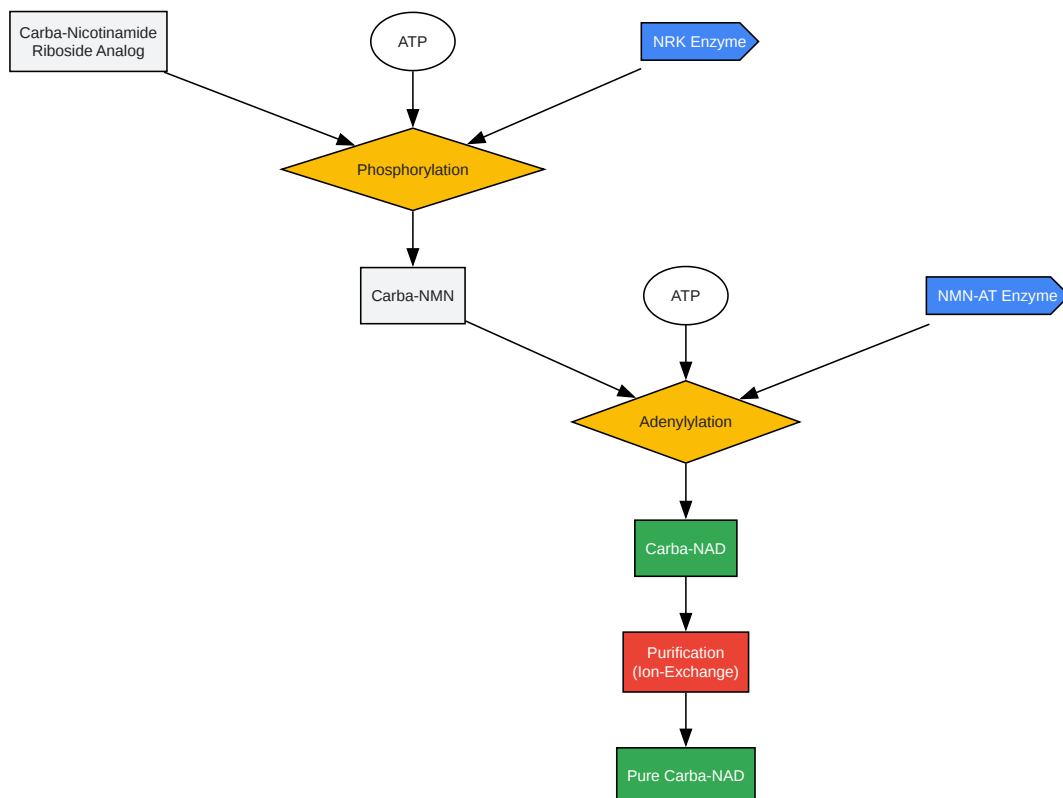 Carba-Nicotinamide
Riboside Analog
ATP
NRK Enzyme
Phosphorylation
Carba-NMN
ATP
NMN-AT Enzyme
Adenylylation
Carba-NAD
Purification
(Ion-Exchange)
Pure Carba-NAD